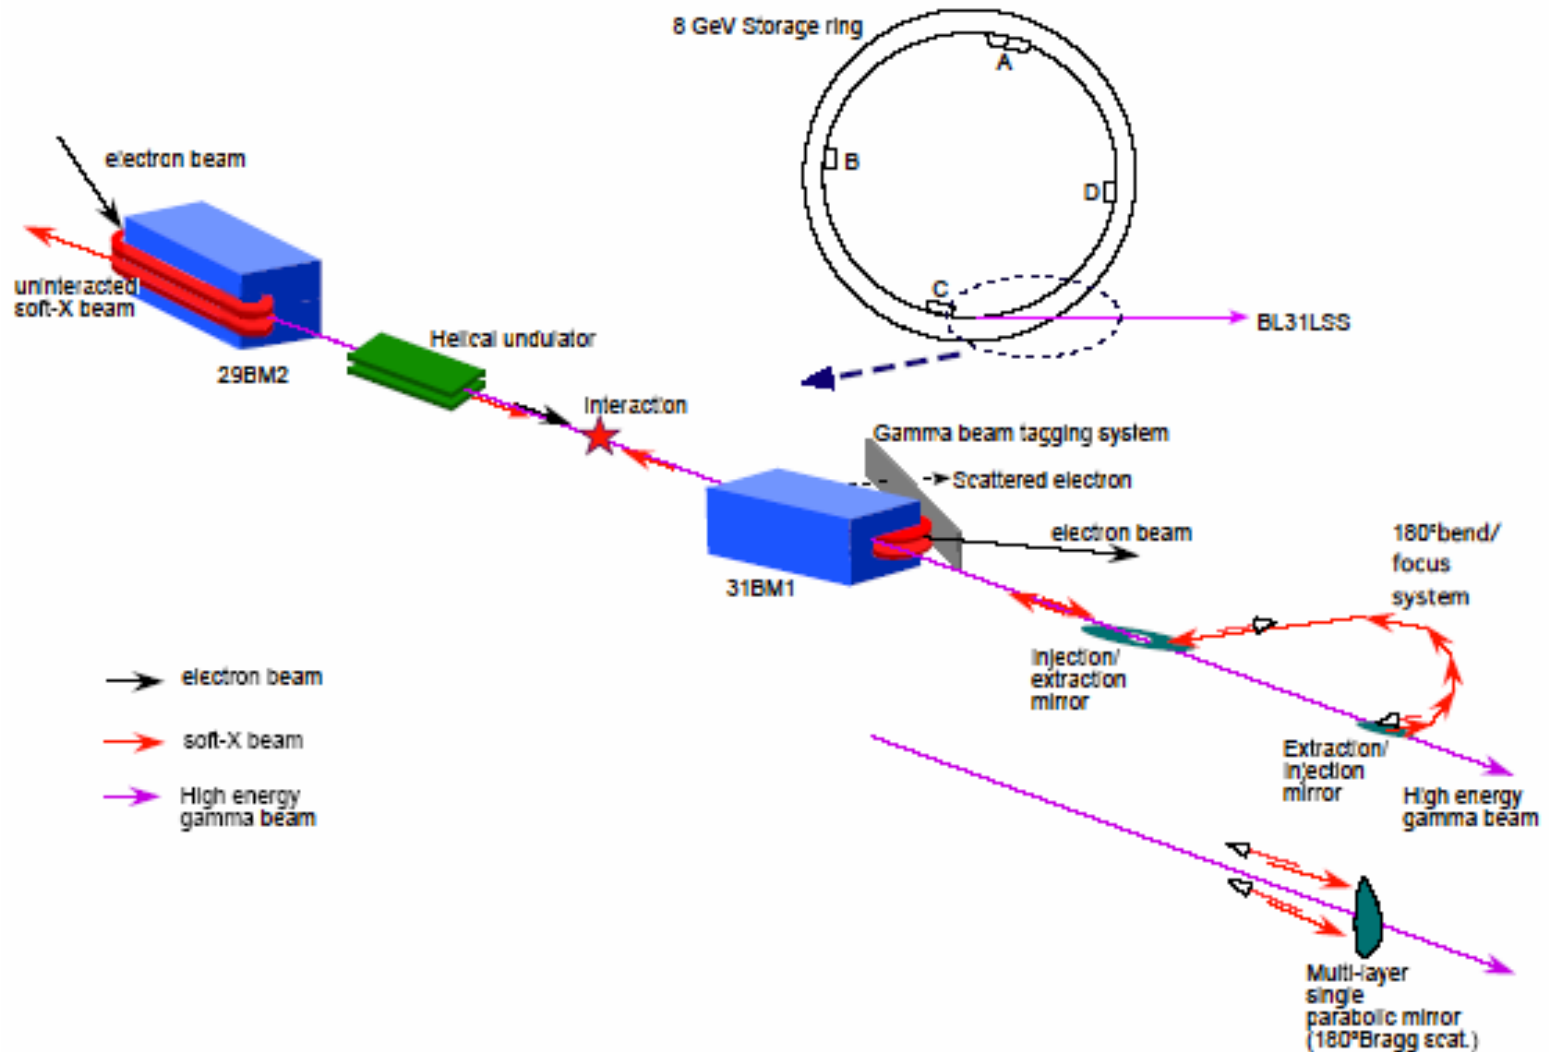 8 GeV Storage ring
A
B
D
C
BL31LSS
electron beam
uninteracted
soft-X beam
29BM2
Helical undulator
Interaction
Gamma beam tagging system
Scattered electron
electron beam
31BM1
180°bend/
focus
system
Injection/
extraction
mirror
Extraction/
Injection
mirror
High energy
gamma beam
electron beam
soft-X beam
High energy
gamma beam
Multi-layer
single
parabolic mirror
(180°Bragg scat.)